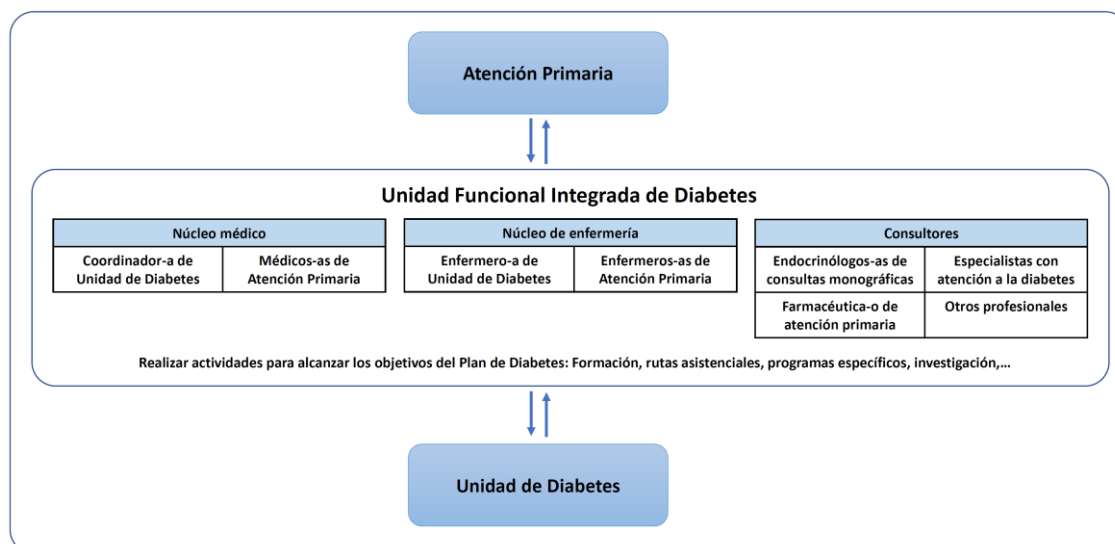 Atención Primaria
Unidad Funcional Integrada de Diabetes
Núcleo médico
Coordinador-a de
Unidad de Diabetes
Médicos-as de
Atención Primaria
Núcleo de enfermería
Enfermero-a de
Unidad de Diabetes
Enfermeros-as de
Atención Primaria
Consultores
Endocrinólogos-as de
consultas monográficas
Especialistas con
atención a la diabetes
Farmacéutica-o de
atención primaria
Otros profesionales
Realizar actividades para alcanzar los objetivos del Plan de Diabetes: Formación, rutas asistenciales, programas específicos, investigación,...
Unidad de Diabetes